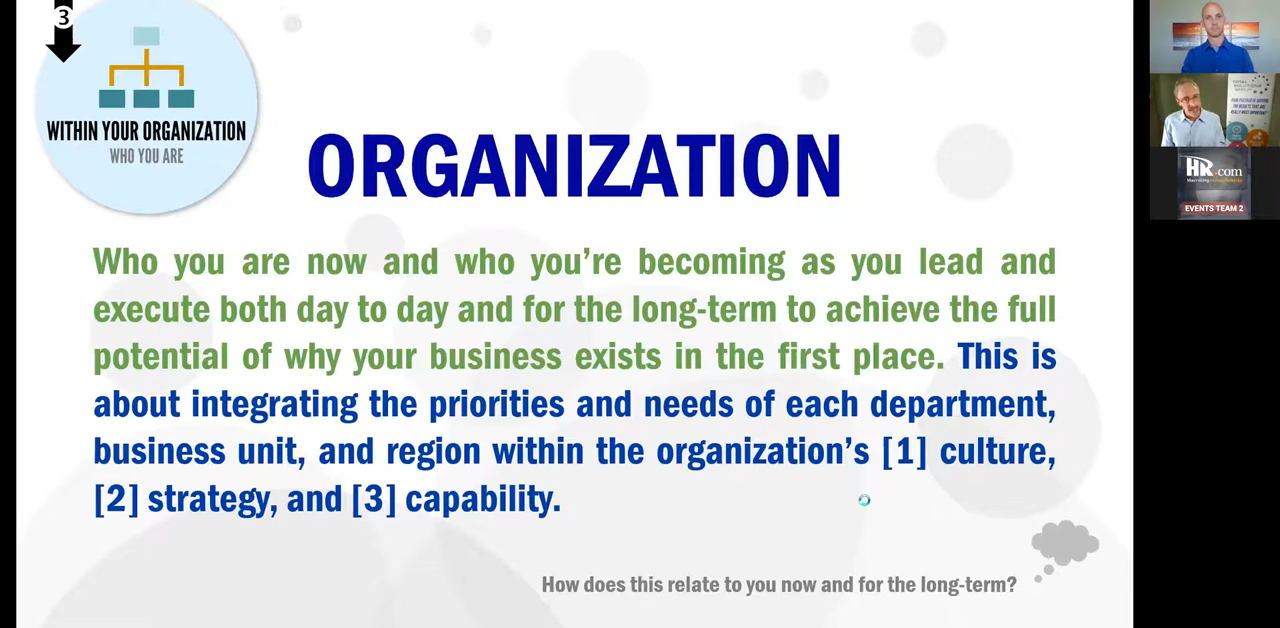 3
WITHIN YOUR ORGANIZATION
WHO YOU ARE
ORGANIZATION
Who you are now and who you’re becoming as you lead and
execute both day to day and for the long-term to achieve the full
potential of why your business exists in the first place. This is
about integrating the priorities and needs of each department,
business unit, and region within the organization’s [1] culture,
[2] strategy, and [3] capability.
How does this relate to you now and for the long-term?
HR.com
EVENTS TEAM 2